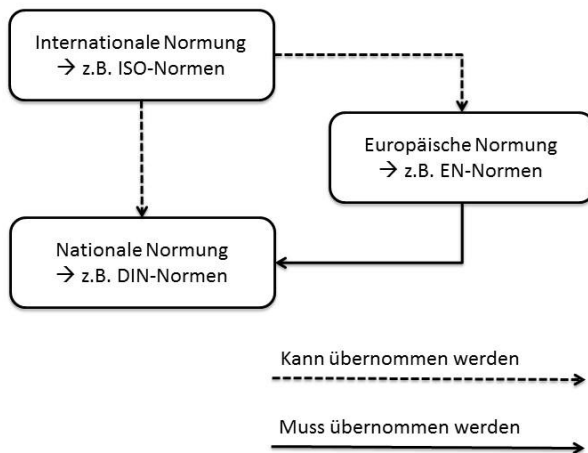 Internationale Normung
→ z.B. ISO-Normen
Europäische Normung
→ z.B. EN-Normen
Nationale Normung
→ z.B. DIN-Normen
Kann übernommen werden
Muss übernommen werden